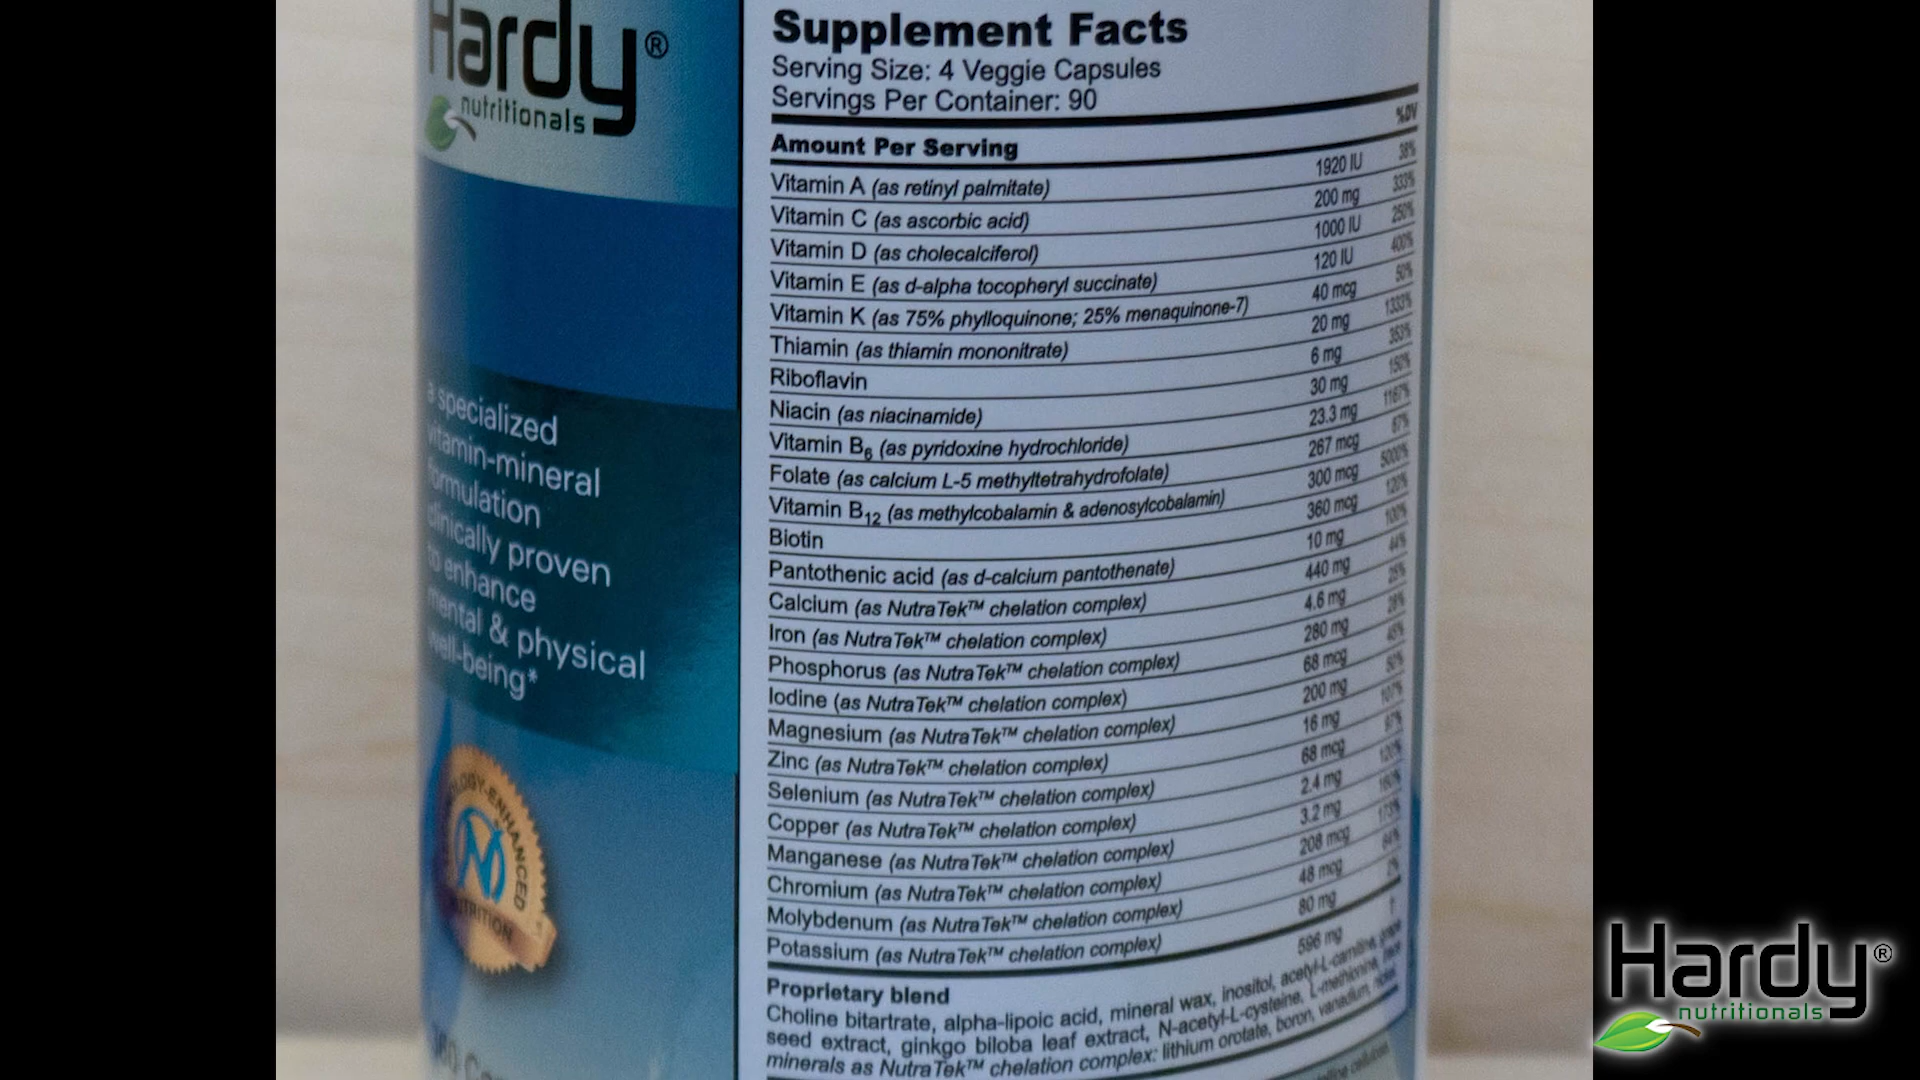 Hardy®
nutritionals
a specialized
vitamin-mineral
formulation
clinically proven
to enhance
mental & physical
well-being*
NUTRITION
Supplement Facts
Serving Size: 4 Veggie Capsules
Servings Per Container: 90
%DV
Amount Per Serving
Vitamin A (as retinyl palmitate) 1920 IU 38%
Vitamin C (as ascorbic acid) 200 mg 333%
Vitamin D (as cholecalciferol) 1000 IU 250%
Vitamin E (as d-alpha tocopheryl succinate) 120 IU 400%
Vitamin K (as 75% phylloquinone; 25% menaquinone-7) 40 mcg 50%
Thiamin (as thiamin mononitrate) 20 mg 1333%
Riboflavin 6 mg 353%
Niacin (as niacinamide) 30 mg 150%
Vitamin B6 (as pyridoxine hydrochloride) 23.3 mg 1167%
Folate (as calcium L-5 methyltetrahydrofolate) 267 mcg 67%
Vitamin B12 (as methylcobalamin & adenosylcobalamin) 300 mcg 5000%
Biotin 360 mcg 120%
Pantothenic acid (as d-calcium pantothenate) 10 mg 100%
Calcium (as NutraTek™ chelation complex) 440 mg 44%
Iron (as NutraTek™ chelation complex) 4.6 mg 25%
Phosphorus (as NutraTek™ chelation complex) 280 mg 28%
Iodine (as NutraTek™ chelation complex) 68 mcg 45%
Magnesium (as NutraTek™ chelation complex) 200 mg 50%
Zinc (as NutraTek™ chelation complex) 16 mg 107%
Selenium (as NutraTek™ chelation complex) 68 mcg 97%
Copper (as NutraTek™ chelation complex) 2.4 mg 120%
Manganese (as NutraTek™ chelation complex) 3.2 mg 160%
Chromium (as NutraTek™ chelation complex) 208 mcg 173%
Molybdenum (as NutraTek™ chelation complex) 48 mcg 64%
Potassium (as NutraTek™ chelation complex) 80 mg 2%
Proprietary blend 596 mg †
Choline bitartrate, alpha-lipoic acid, mineral wax, inositol, acetyl-L-carnitine, grape
seed extract, ginkgo biloba leaf extract, N-acetyl-L-cysteine, L-methionine, trace
minerals as NutraTek™ chelation complex: lithium orotate, boron, vanadium, nickel
Hardy®
nutritionals